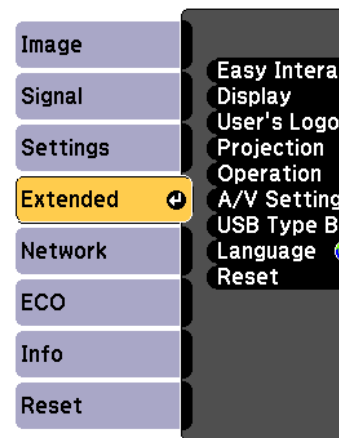 Image
Signal
Settings
Extended
Network
ECO
Info
Reset
Easy Intera
Display
User's Logo
Projection
Operation
A/V Setting
USB Type B
Language
Reset